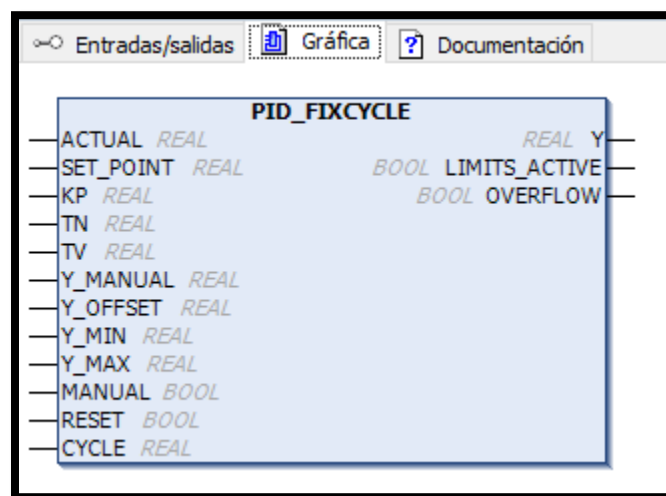 Entradas/salidas Gráfica Documentación
PID_FIXCYCLE
ACTUAL REAL REAL Y
SET_POINT REAL BOOL LIMITS_ACTIVE
KP REAL BOOL OVERFLOW
TN REAL
TV REAL
Y_MANUAL REAL
Y_OFFSET REAL
Y_MIN REAL
Y_MAX REAL
MANUAL BOOL
RESET BOOL
CYCLE REAL